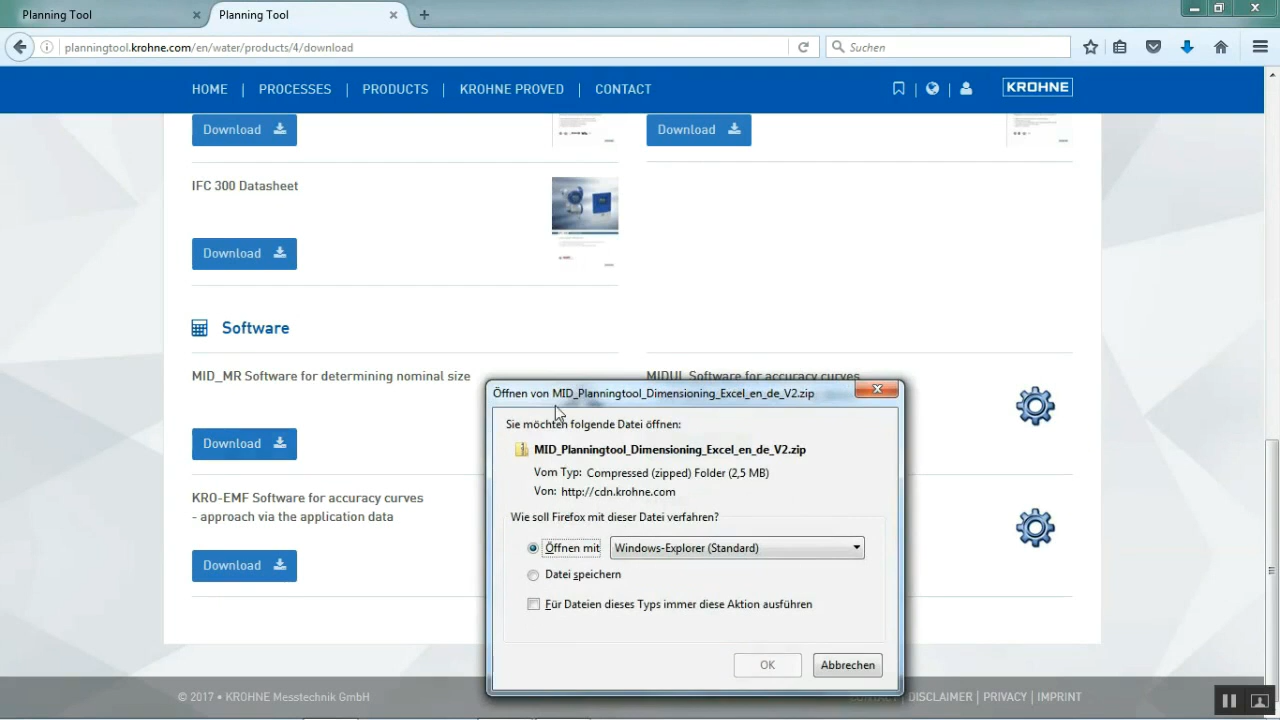 Planning Tool
Planning Tool
planningtool.krohne.com/en/water/products/4/download
Suchen
HOME | PROCESSES | PRODUCTS | KROHNE PROVED | CONTACT
KROHNE
Download
Download
IFC 300 Datasheet
Download
Software
MID_MR Software for determining nominal size
MIDUL Software for accuracy curves
Download
KRO-EMF Software for accuracy curves
- approach via the application data
Download
Öffnen von MID_Planningtool_Dimensioning_Excel_en_de_V2.zip
Sie möchten folgende Datei öffnen:
MID_Planningtool_Dimensioning_Excel_en_de_V2.zip
Vom Typ: Compressed (zipped) Folder (2,5 MB)
Von: http://cdn.krohne.com
Wie soll Firefox mit dieser Datei verfahren?
Öffnen mit
Windows-Explorer (Standard)
Datei speichern
Für Dateien dieses Typs immer diese Aktion ausführen
OK
Abbrechen
© 2017 • KROHNE Messtechnik GmbH
CONTACT | DISCLAIMER | PRIVACY | IMPRINT